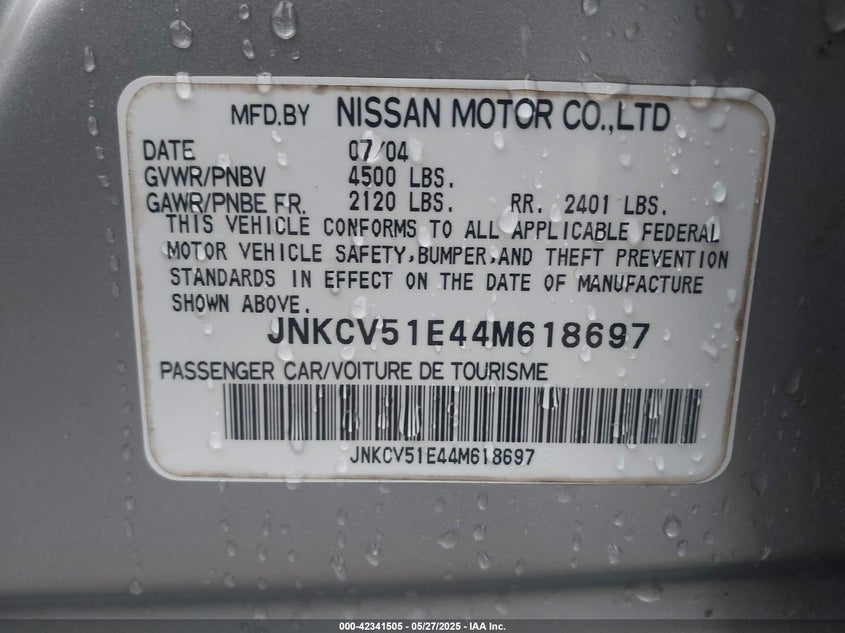 MFD.BY NISSAN MOTOR CO.,LTD
DATE 07/04
GVWR/PNBV 4500 LBS.
GAWR/PNBE FR. 2120 LBS. RR. 2401 LBS.
THIS VEHICLE CONFORMS TO ALL APPLICABLE FEDERAL
MOTOR VEHICLE SAFETY,BUMPER,AND THEFT PREVENTION
STANDARDS IN EFFECT ON THE DATE OF MANUFACTURE
SHOWN ABOVE.
JNKCV51E44M618697
PASSENGER CAR/VOITURE DE TOURISME
JNKCV51E44M618697
000-42341505 - 05/27/2025 - IAA Inc.